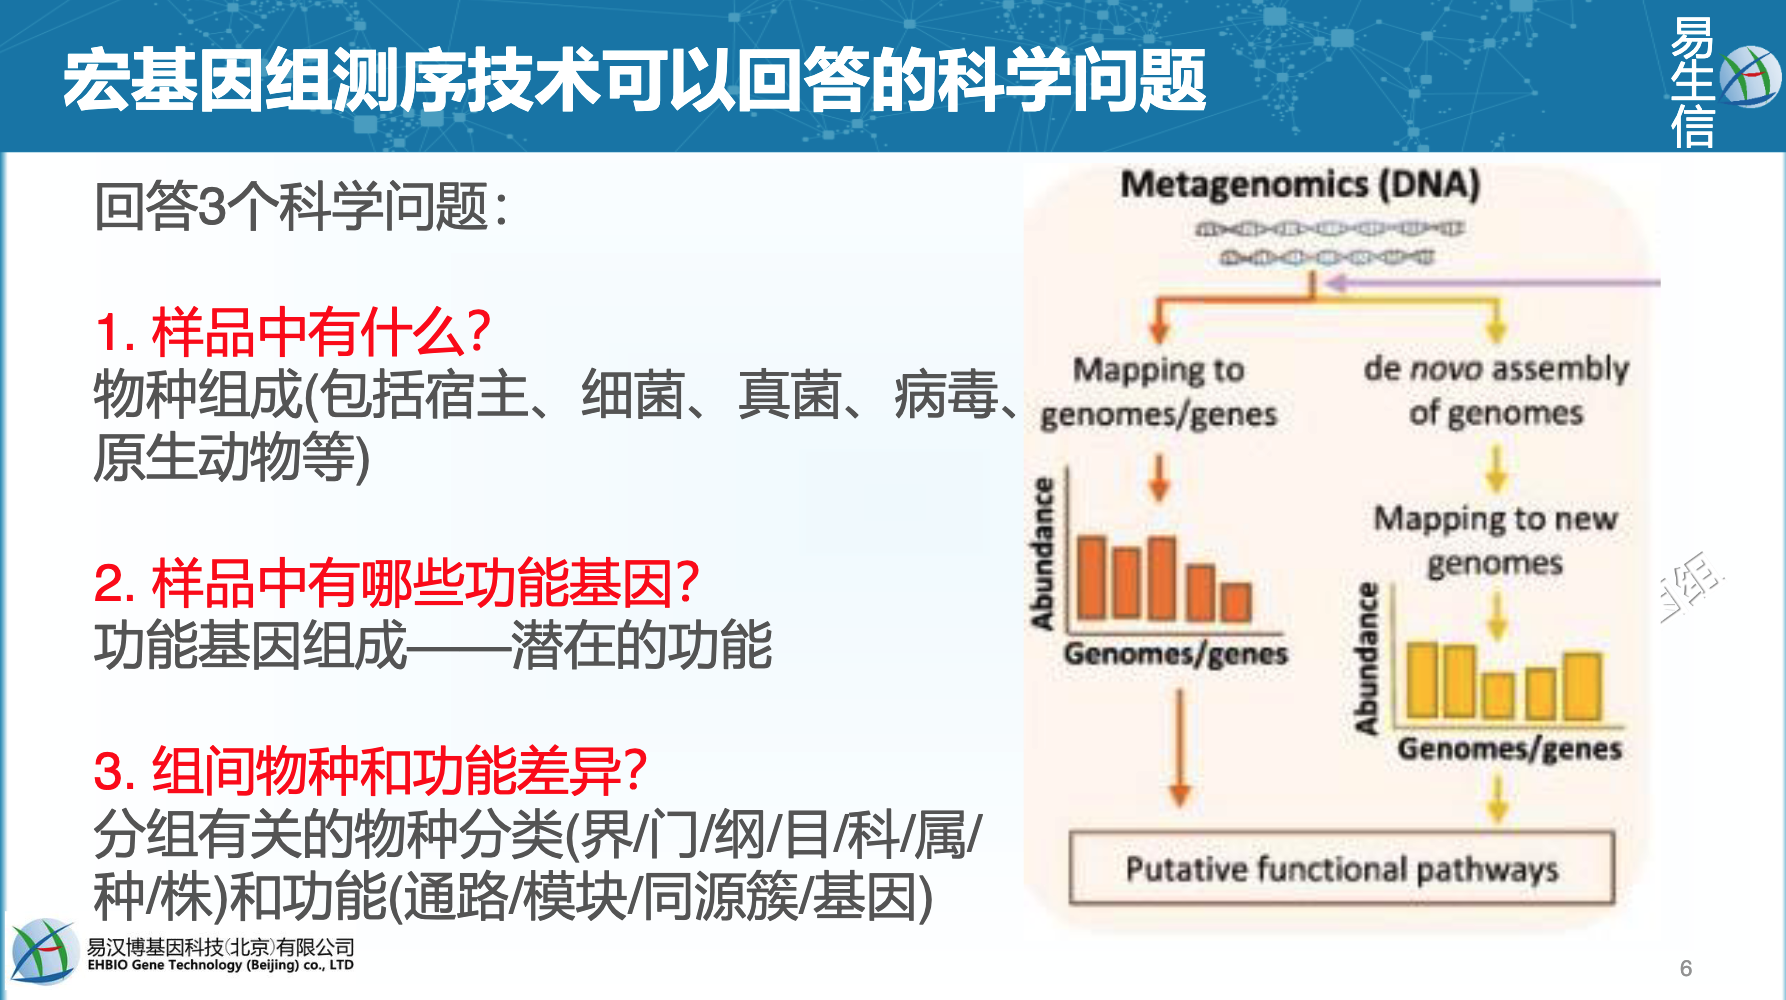 宏基因组测序技术可以回答的科学问题
易生信
回答3个科学问题：
1. 样品中有什么？
物种组成(包括宿主、细菌、真菌、病毒、
原生动物等)
2. 样品中有哪些功能基因？
功能基因组成——潜在的功能
3. 组间物种和功能差异？
分组有关的物种分类(界/门/纲/目/科/属/
种/株)和功能(通路/模块/同源簇/基因)
Metagenomics (DNA)
Mapping to
genomes/genes
Abundance
Genomes/genes
de novo assembly
of genomes
Mapping to new
genomes
Abundance
Genomes/genes
Putative functional pathways
易汉博基因科技(北京)有限公司
EHBIO Gene Technology (Beijing) co., LTD
6